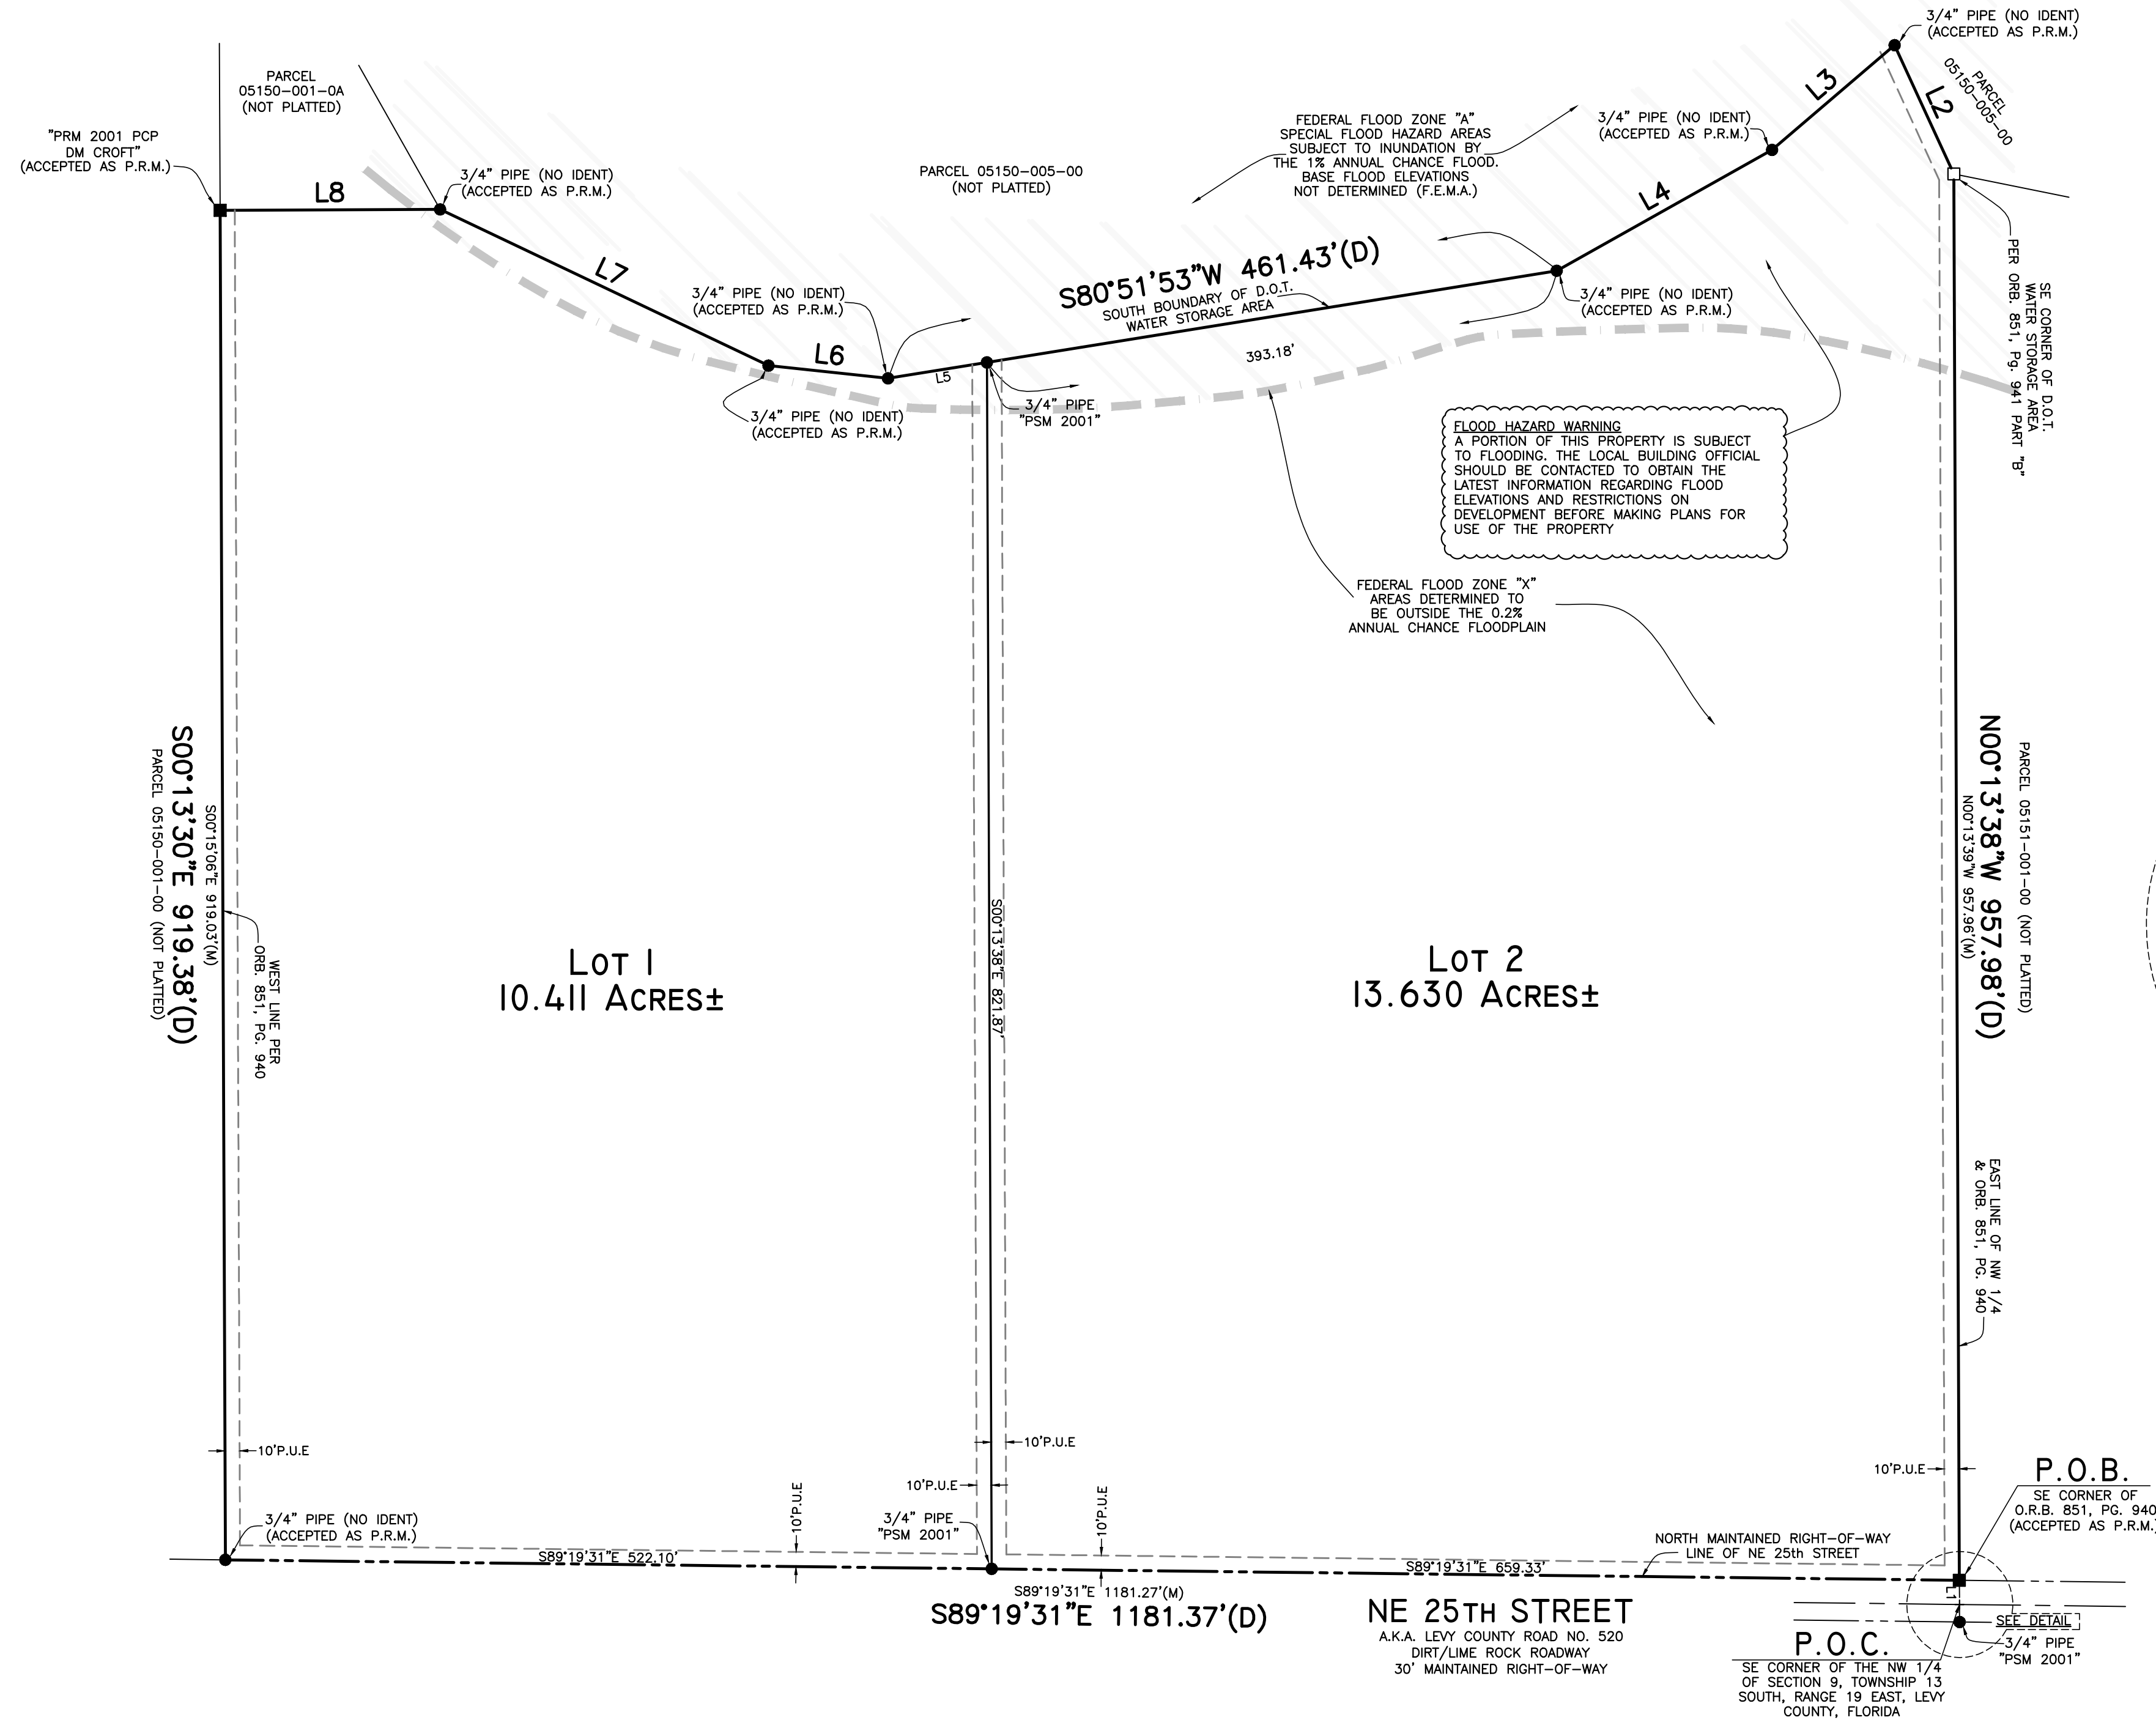 3/4" PIPE (NO IDENT)
(ACCEPTED AS P.R.M.)
PARCEL
05150-001-0A
(NOT PLATTED)
"PRM 2001 PCP
DM CROFT"
(ACCEPTED AS P.R.M.)
L8
3/4" PIPE (NO IDENT)
(ACCEPTED AS P.R.M.)
PARCEL 05150-005-00
(NOT PLATTED)
FEDERAL FLOOD ZONE "A"
SPECIAL FLOOD HAZARD AREAS
SUBJECT TO INUNDATION BY
THE 1% ANNUAL CHANCE FLOOD.
BASE FLOOD ELEVATIONS
NOT DETERMINED (F.E.M.A.)
3/4" PIPE (NO IDENT)
(ACCEPTED AS P.R.M.)
L3
L2
PARCEL
05150-005-00
L4
L7
3/4" PIPE (NO IDENT)
(ACCEPTED AS P.R.M.)
S80°51'53"W 461.43'(D)
SOUTH BOUNDARY OF D.O.T.
WATER STORAGE AREA
3/4" PIPE (NO IDENT)
(ACCEPTED AS P.R.M.)
SE CORNER OF D.O.T.
WATER STORAGE AREA
PER ORB. 851, Pg. 941 PART "B"
L6
L5
393.18'
3/4" PIPE (NO IDENT)
(ACCEPTED AS P.R.M.)
3/4" PIPE
"PSM 2001"
FLOOD HAZARD WARNING
A PORTION OF THIS PROPERTY IS SUBJECT
TO FLOODING. THE LOCAL BUILDING OFFICIAL
SHOULD BE CONTACTED TO OBTAIN THE
LATEST INFORMATION REGARDING FLOOD
ELEVATIONS AND RESTRICTIONS ON
DEVELOPMENT BEFORE MAKING PLANS FOR
USE OF THE PROPERTY
FEDERAL FLOOD ZONE "X"
AREAS DETERMINED TO
BE OUTSIDE THE 0.2%
ANNUAL CHANCE FLOODPLAIN
S00°15'06"E 919.03'(M)
S00°13'30"E 919.38'(D)
PARCEL 05150-001-00 (NOT PLATTED)
WEST LINE PER
ORB. 851, PG. 940
LOT 1
10.411 ACRES±
S00°13'38"E 821.87'
LOT 2
13.630 ACRES±
PARCEL 05151-001-00 (NOT PLATTED)
N00°13'38"W 957.98'(D)
N00°13'39"W 957.96'(M)
EAST LINE OF NW 1/4
& ORB. 851, PG. 940
10'P.U.E
10'P.U.E
10'P.U.E
10'P.U.E
10'P.U.E
10'P.U.E
P.O.B.
SE CORNER OF
O.R.B. 851, PG. 940
(ACCEPTED AS P.R.M.
3/4" PIPE (NO IDENT)
(ACCEPTED AS P.R.M.)
3/4" PIPE
"PSM 2001"
NORTH MAINTAINED RIGHT-OF-WAY
LINE OF NE 25th STREET
S89°19'31"E 522.10'
S89°19'31"E 659.33'
S89°19'31"E 1181.27'(M)
S89°19'31"E 1181.37'(D)
NE 25TH STREET
A.K.A. LEVY COUNTY ROAD NO. 520
DIRT/LIME ROCK ROADWAY
30' MAINTAINED RIGHT-OF-WAY
L1
SEE DETAIL
3/4" PIPE
"PSM 2001"
P.O.C.
SE CORNER OF THE NW 1/4
OF SECTION 9, TOWNSHIP 13
SOUTH, RANGE 19 EAST, LEVY
COUNTY, FLORIDA